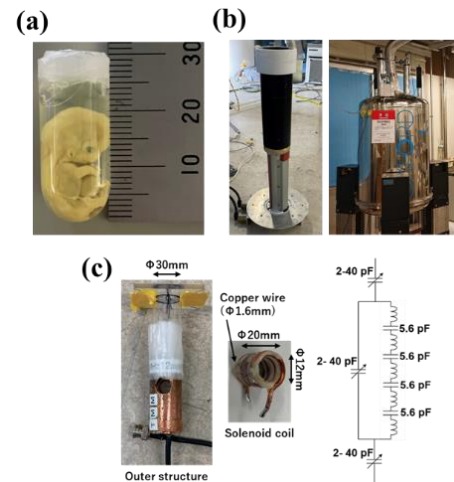 (a)
30
20
10
(b)
(c)
Φ30mm
Copper wire
(Φ1.6mm)
Φ20mm
Φ12mm
Solenoid coil
Outer structure
2-40 pF
5.6 pF
5.6 pF
2- 40 pF
5.6 pF
5.6 pF
2- 40 pF